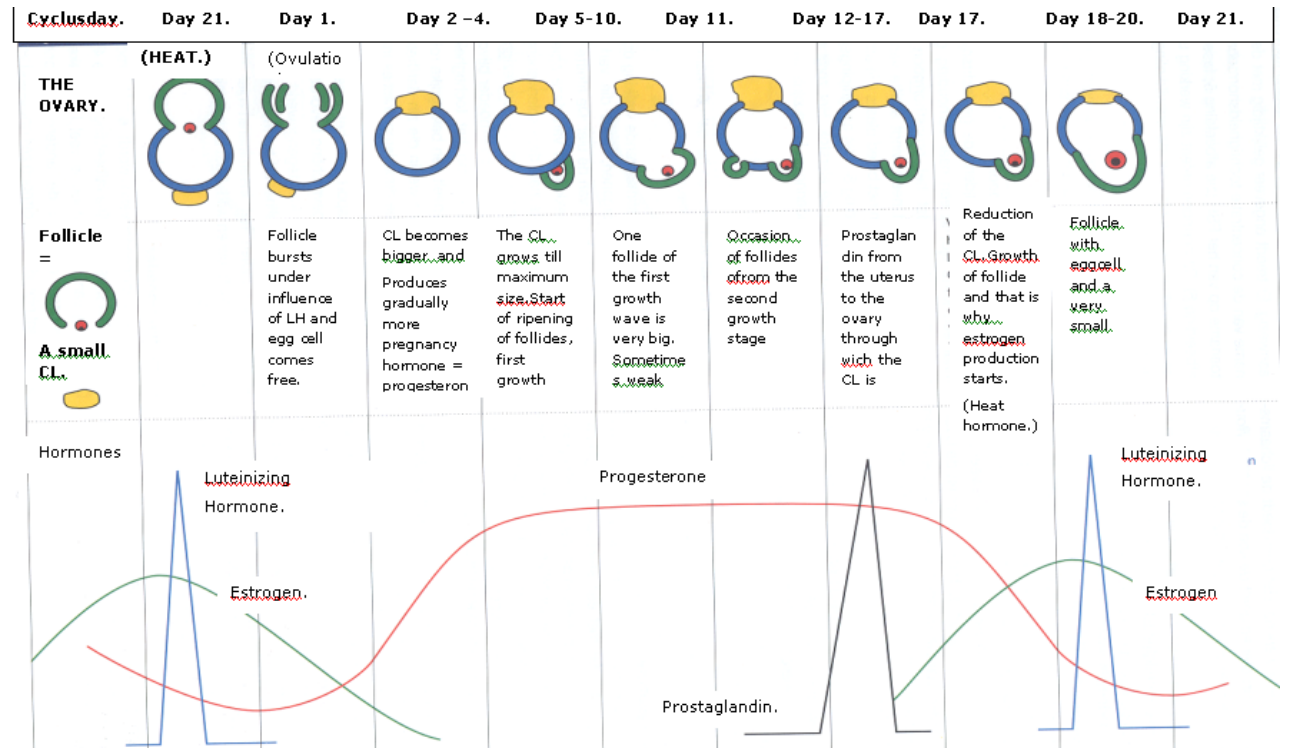 Cyclusday. Day 21. Day 1. Day 2 –4. Day 5-10. Day 11. Day 12-17. Day 17. Day 18-20. Day 21.
(HEAT.)
(Ovulatio
THE
OVARY.
Follicle
=
A small
CL.
Follicle
bursts
under
influence
of LH and
egg cell
comes
free.
CL becomes
bigger and
Produces
gradually
more
pregnancy
hormone =
progesteron
The CL
grows till
maximum
size.Start
of ripening
of follides,
first
growth
One
follide of
the first
growth
wave is
very big.
Sometime
s weak
Occasion
of follides
ofrom the
second
growth
stage
Prostaglan
din from
the uterus
to the
ovary
through
wich the
CL is
Reduction
of the
CL.Growth
of follide
and that is
why
estrogen
production
starts.
(Heat
hormone.)
Follicle
with
eggcell
and a
very
small
Hormones
Luteinizing
Hormone.
Estrogen.
Progesterone
Prostaglandin.
Luteinizing
Hormone.
n
Estrogen